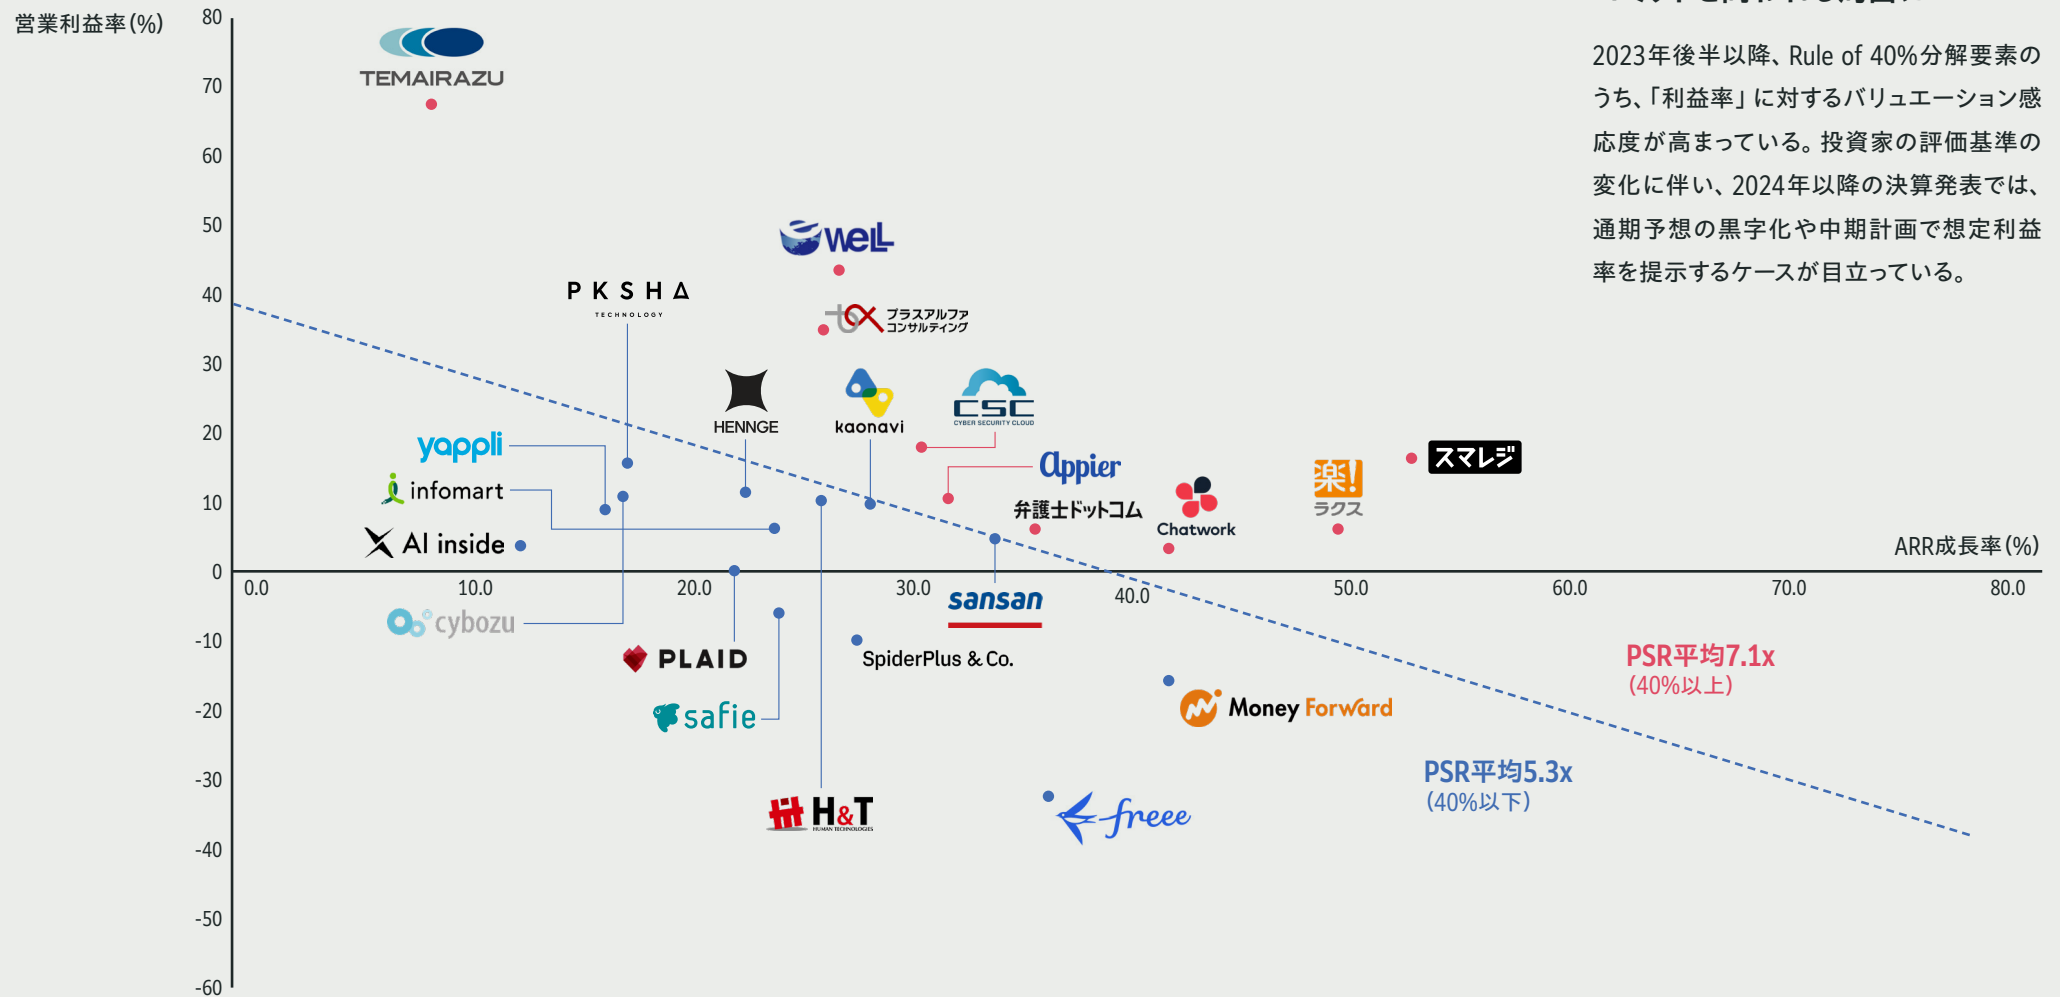 営業利益率(%)
80
70
60
50
40
30
20
10
0
-10
-20
-30
-40
-50
-60
2023年後半以降、Rule of 40%分解要素の
うち、「利益率」に対するバリュエーション感
応度が高まっている。投資家の評価基準の
変化に伴い、2024年以降の決算発表では、
通期予想の黒字化や中期計画で想定利益
率を提示するケースが目立っている。
TEMAIRAZU
eWeLL
PKSHA
TECHNOLOGY
プラスアルファ
コンサルティング
HENNGE
kaonavi
CSC
CYBER SECURITY CLOUD
yappli
infomart
AI inside
Appier
弁護士ドットコム
Chatwork
楽!
ラクス
スマレジ
ARR成長率(%)
0.0
10.0
20.0
30.0
40.0
50.0
60.0
70.0
80.0
cybozu
PLAID
safie
sansan
SpiderPlus & Co.
Money Forward
H&T
HUMAN TECHNOLOGIES
freee
PSR平均7.1x
(40%以上)
PSR平均5.3x
(40%以下)